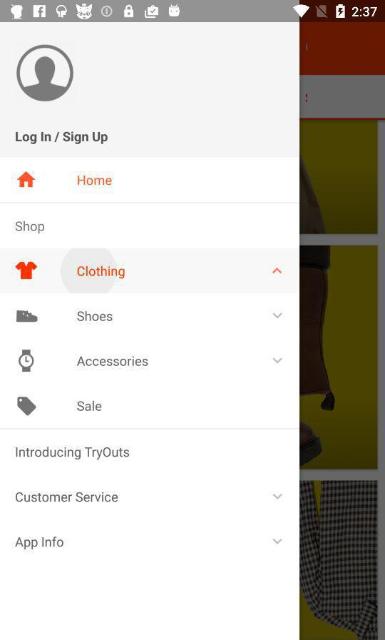 2:37
Log In / Sign Up
Home
Shop
Clothing
Shoes
Accessories
Sale
Introducing TryOuts
Customer Service
App Info